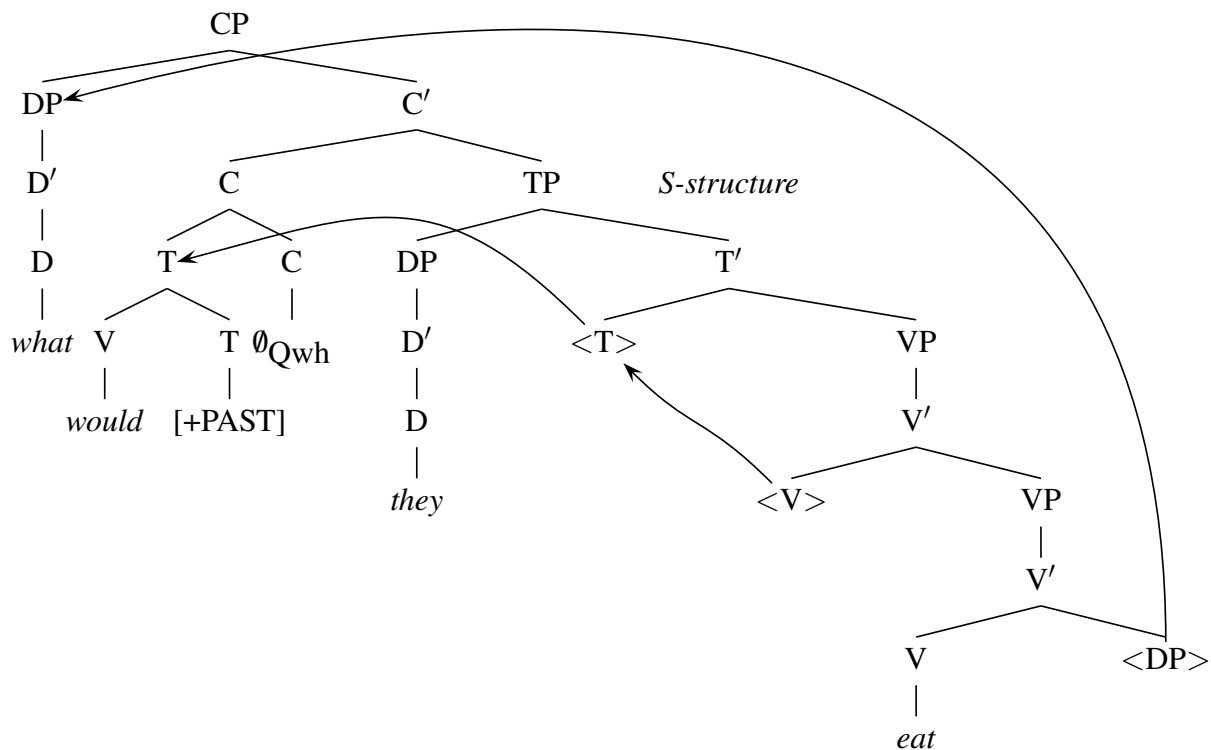 CP
DP C′
D′ C TP S-structure
D T C DP T′
what V T ∅Qwh D′ <T> VP
would [+PAST] D V′
they <V> VP
V′
V <DP>
eat